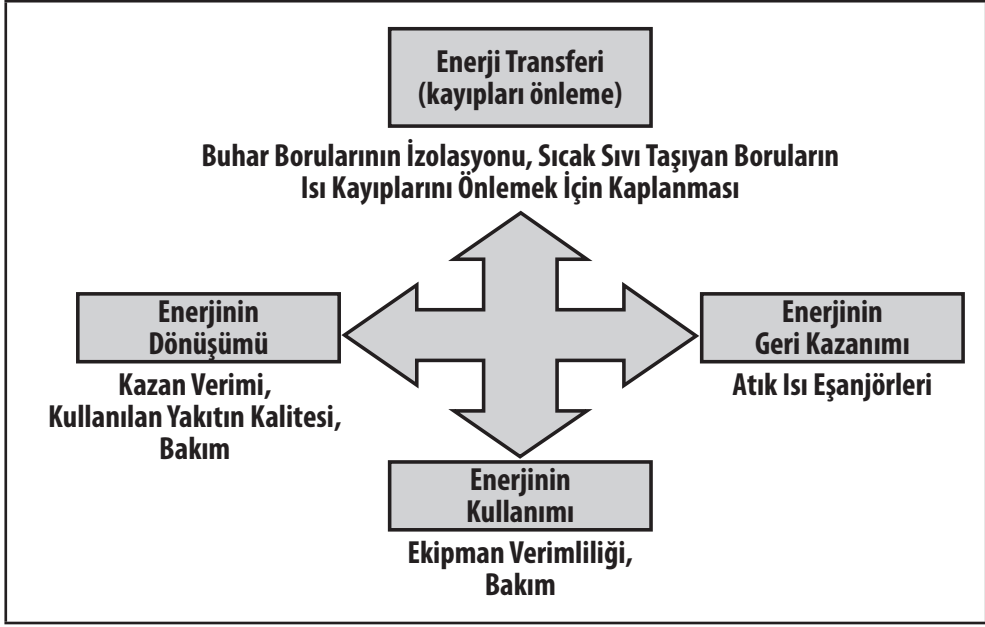 Enerji Transferi
(kayıpları önleme)
Buhar Borularının İzolasyonu, Sıcak Sıvı Taşıyan Boruların
Isı Kayıplarını Önlemek İçin Kaplanması
Enerjinin
Dönüşümü
Kazan Verimi,
Kullanılan Yakıtın Kalitesi,
Bakım
Enerjinin
Geri Kazanımı
Atık Isı Eşanjörleri
Enerjinin
Kullanımı
Ekipman Verimliliği,
Bakım